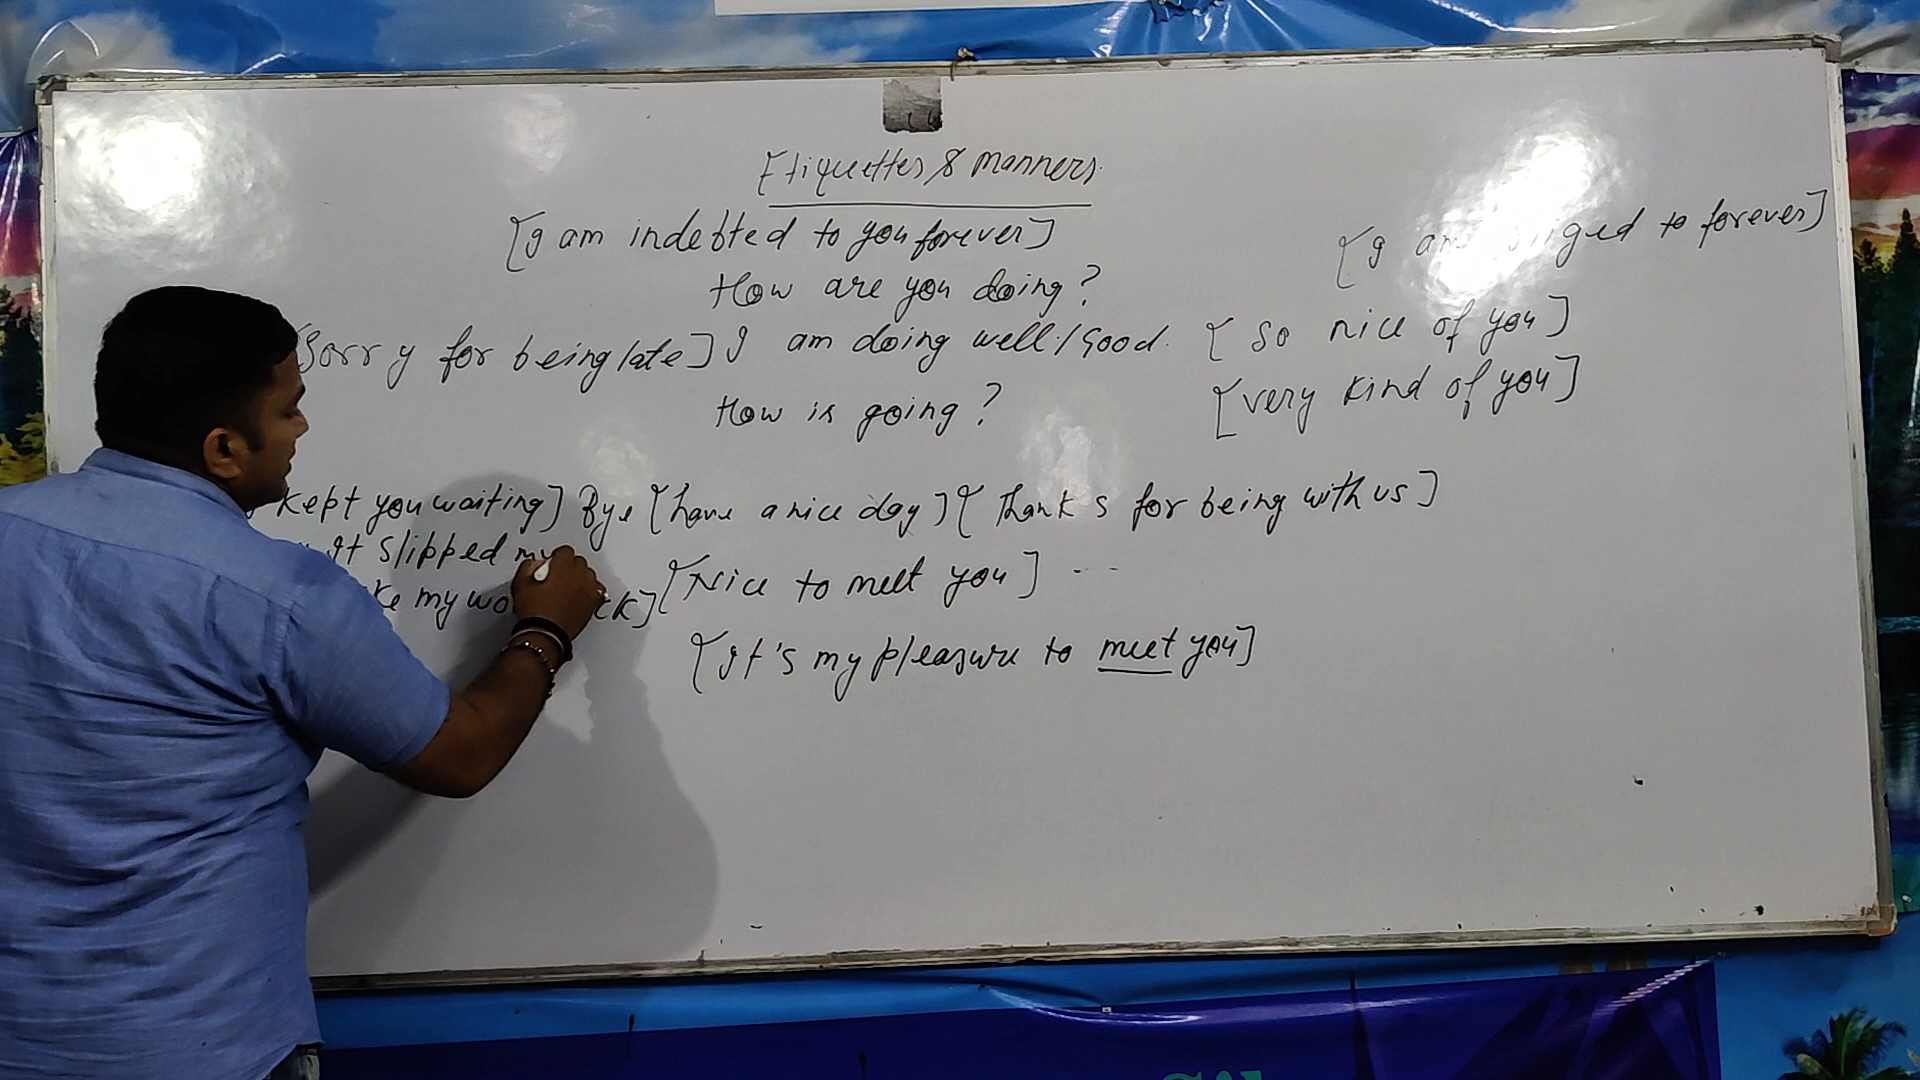 Etiquettes & manners.
[I am indebted to you forever]
[I am to forever]
How are you doing?
[Sorry for being late] I am doing well./Good. [So nice of you]
How is going? [very kind of you]
kept you waiting] Bye [have a nice day] [Thanks for being with us]
It slipped my
my [Nice to meet you] ...
[It's my pleasure to meet you]